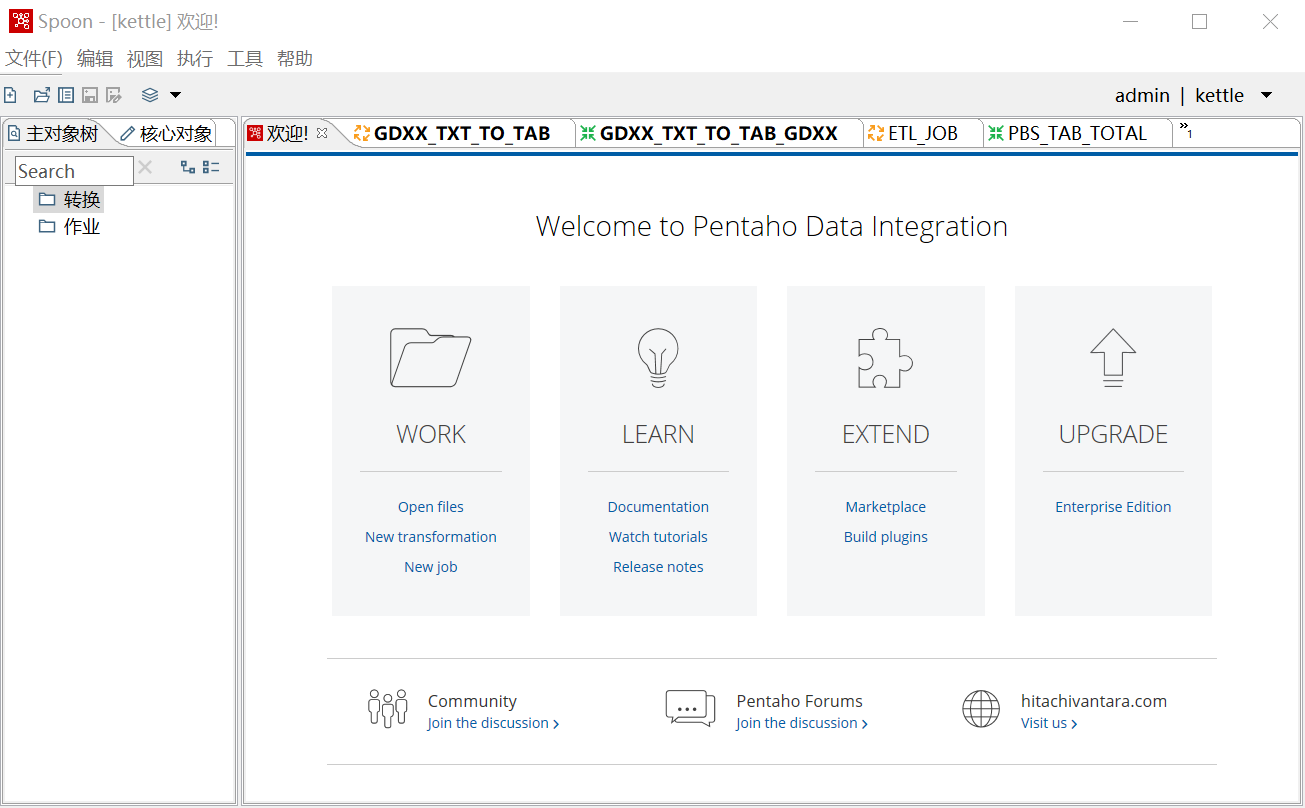 Spoon - [kettle] 欢迎!
文件(F) 编辑 视图 执行 工具 帮助
admin | kettle
主对象树 核心对象
欢迎! GDXX_TXT_TO_TAB GDXX_TXT_TO_TAB_GDXX ETL_JOB PBS_TAB_TOTAL »1
Search
转换
作业
Welcome to Pentaho Data Integration
WORK LEARN EXTEND UPGRADE
Open files Documentation Marketplace Enterprise Edition
New transformation Watch tutorials Build plugins
New job Release notes
Community Pentaho Forums hitachivantara.com
Join the discussion › Join the discussion › Visit us ›